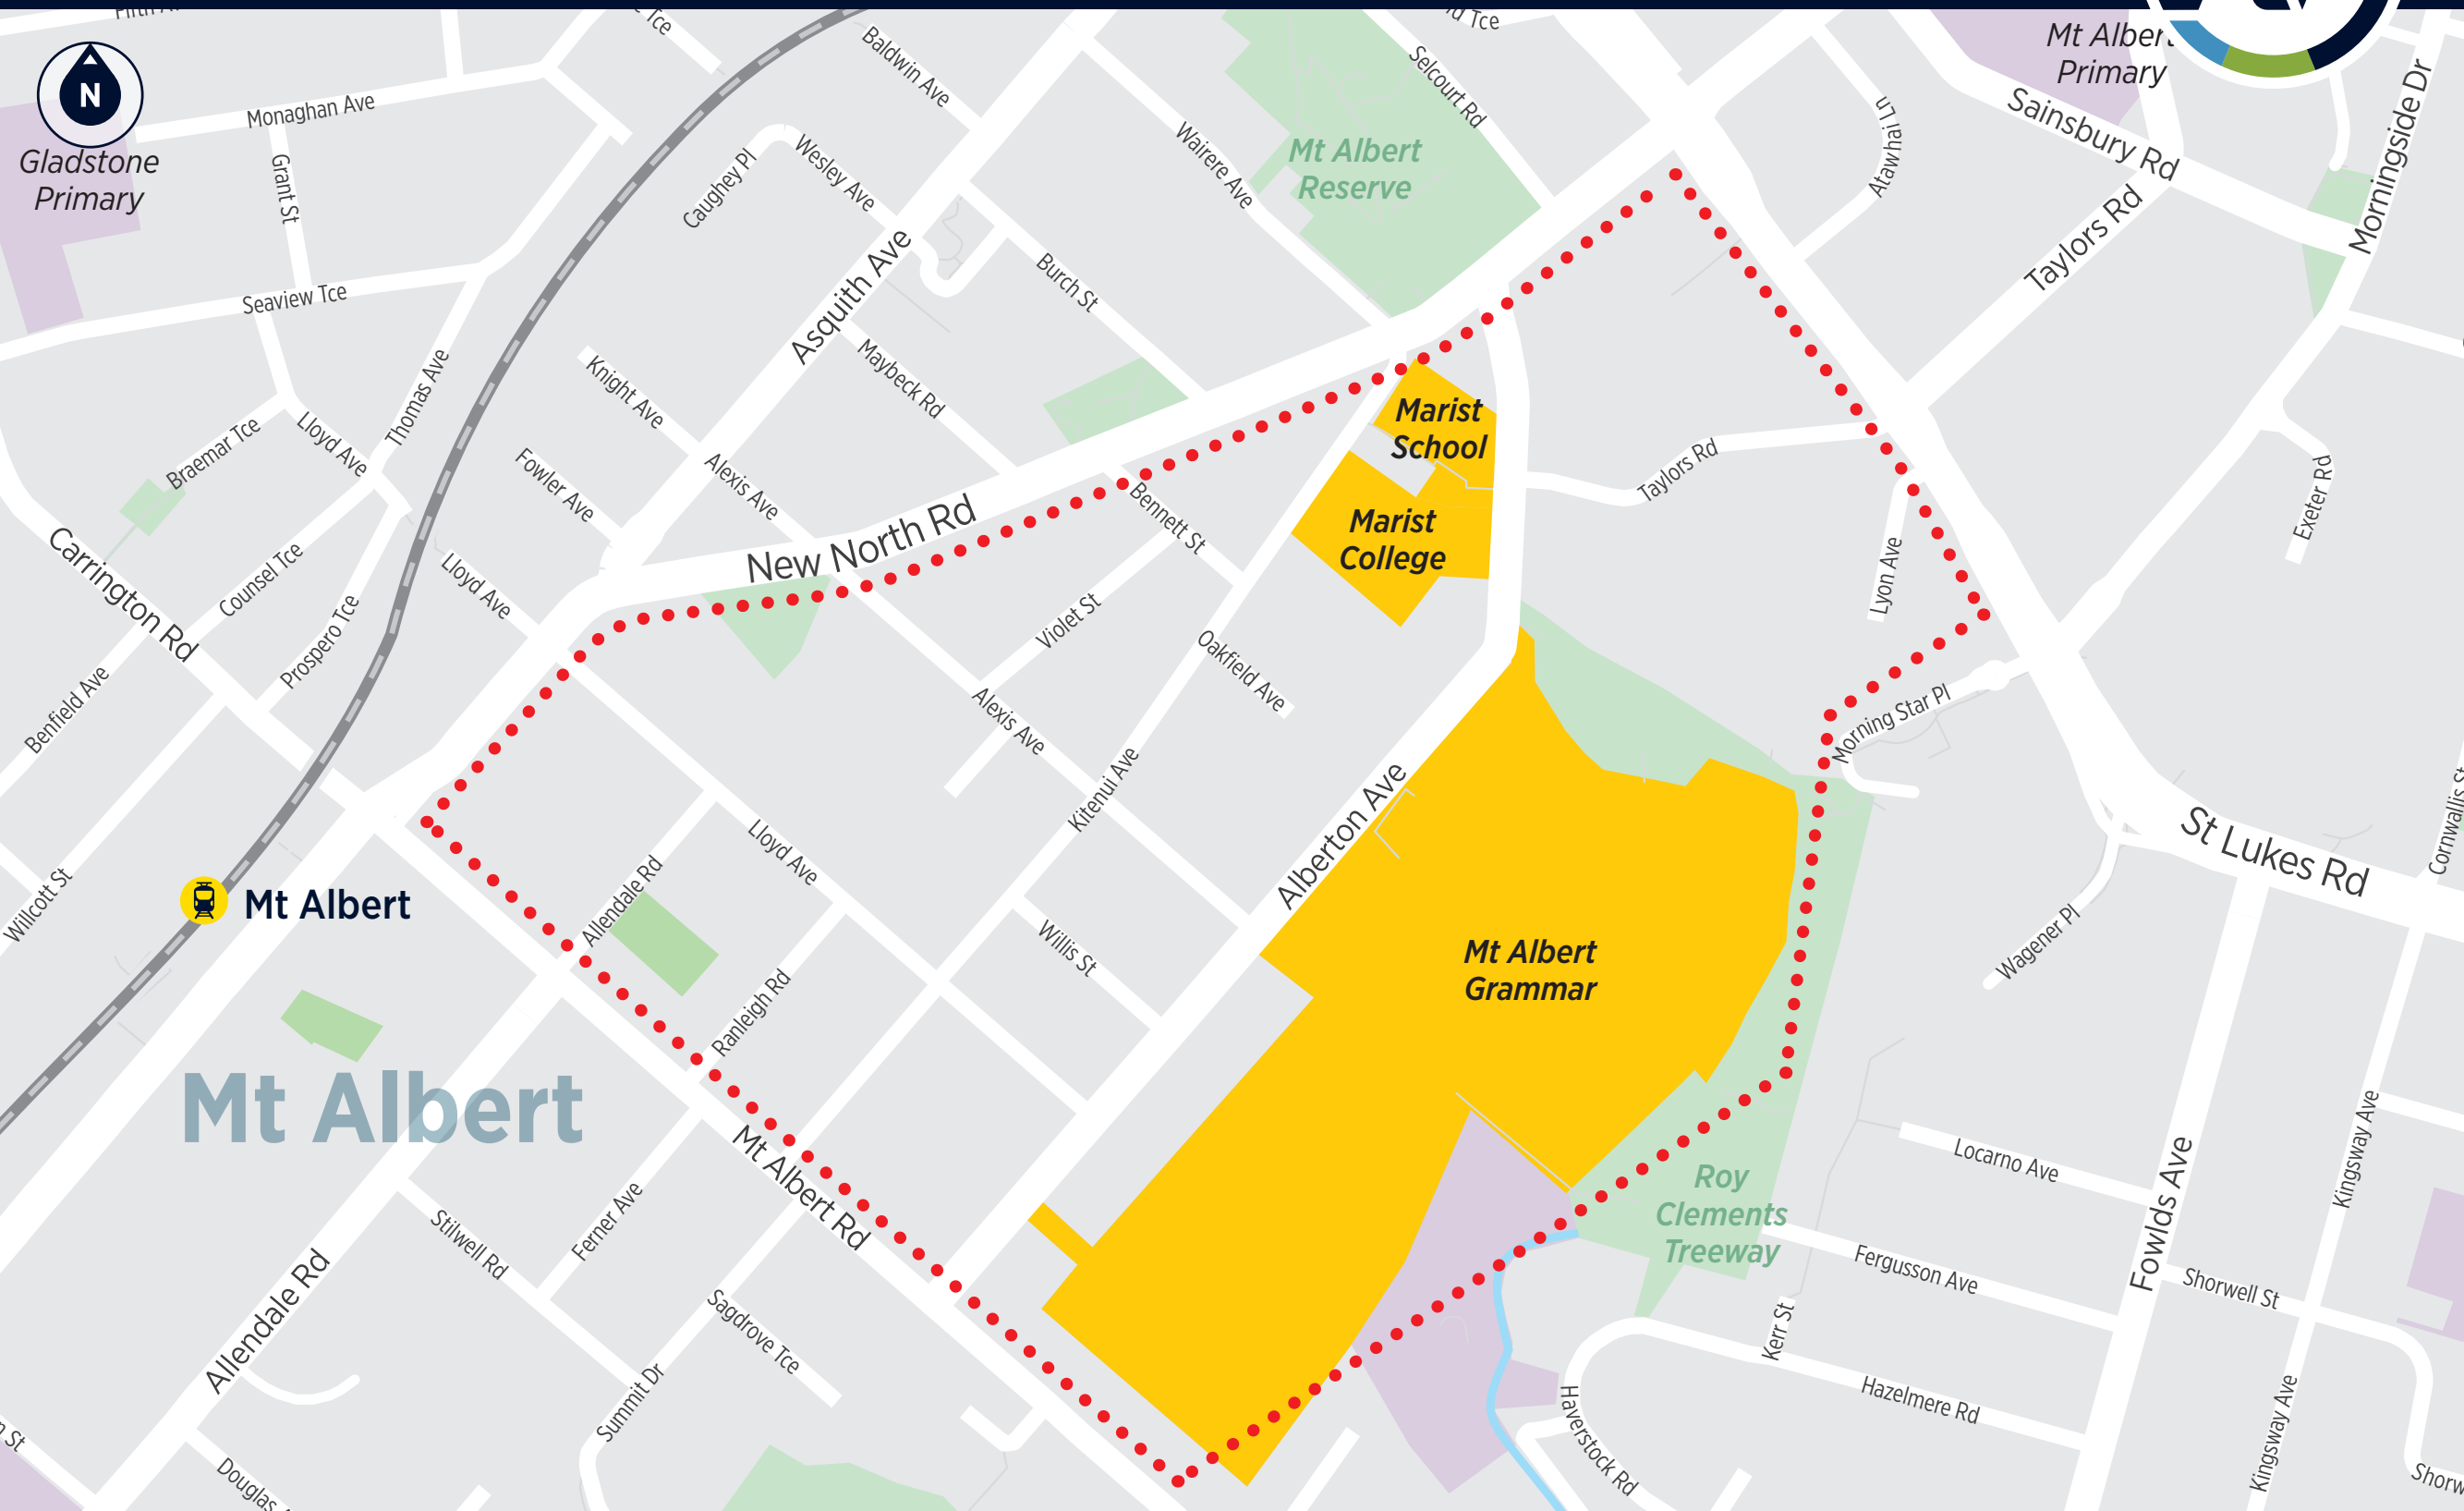 N
Gladstone
Primary
Monaghan Ave
Grant St
Seaview Tce
Baldwin Ave
Caughey Pl
Wesley Ave
Asquith Ave
Burch St
Wairere Ave
Selcourt Rd
Mt Albert
Reserve
Mt Albert
Primary
Sainsbury Rd
Morningside Dr
Atawhai Ln
Taylors Rd
Thomas Ave
Braemar Tce
Lloyd Ave
Knight Ave
Maybeck Rd
Fowler Ave
Alexis Ave
New North Rd
Bennett St
Marist
School
Marist
College
Taylors Rd
Exeter Rd
Lyon Ave
Carrington Rd
Counsel Tce
Prospero Tce
Lloyd Ave
Benfield Ave
Willcott St
Violet St
Oakfield Ave
Alexis Ave
Kitenui Ave
Alberton Ave
Morning Star Pl
St Lukes Rd
Cornwallis St
Wagener Pl
Mt Albert
Allendale Rd
Lloyd Ave
Ranleigh Rd
Willis St
Mt Albert
Grammar
Mt Albert
Mt Albert Rd
Roy
Clements
Treeway
Locarno Ave
Fowlds Ave
Kingsway Ave
Fergusson Ave
Shorwell St
Kerr St
Hazelmere Rd
Haverstock Rd
Kingsway Ave
Stilwell Rd
Ferner Ave
Allendale Rd
Sagdrove Tce
Summit Dr
Douglas